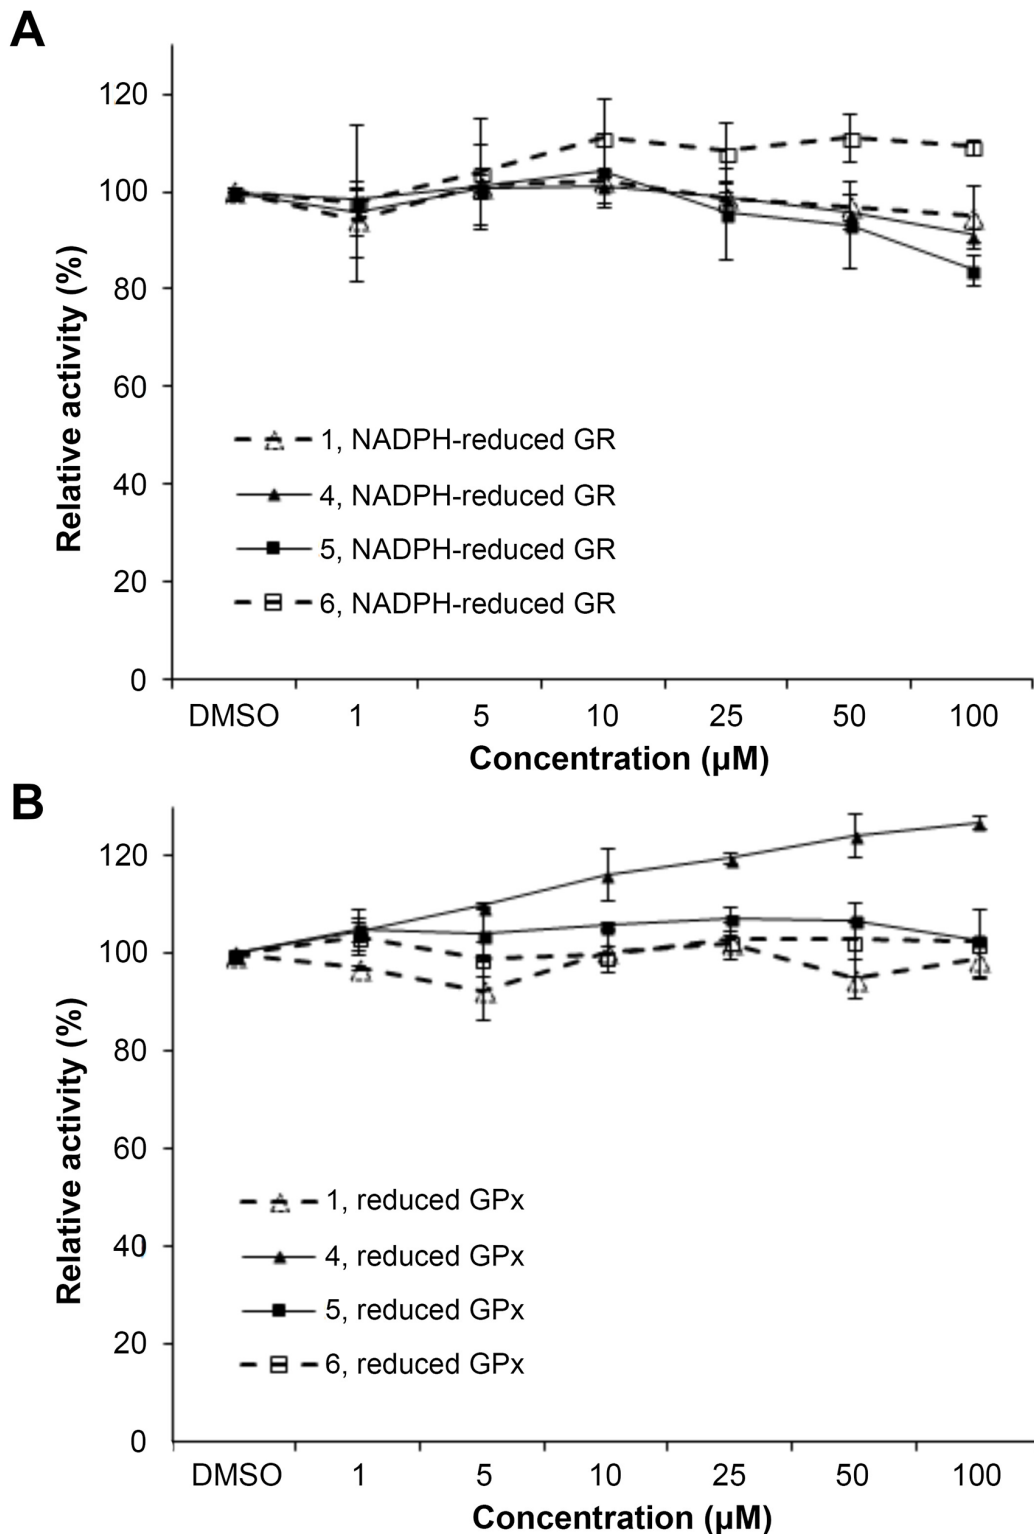 A
120
100
80
60
40
20
0
Relative activity (%)
1, NADPH-reduced GR
4, NADPH-reduced GR
5, NADPH-reduced GR
6, NADPH-reduced GR
DMSO 1 5 10 25 50 100
Concentration (µM)
B
120
100
80
60
40
20
0
Relative activity (%)
1, reduced GPx
4, reduced GPx
5, reduced GPx
6, reduced GPx
DMSO 1 5 10 25 50 100
Concentration (µM)